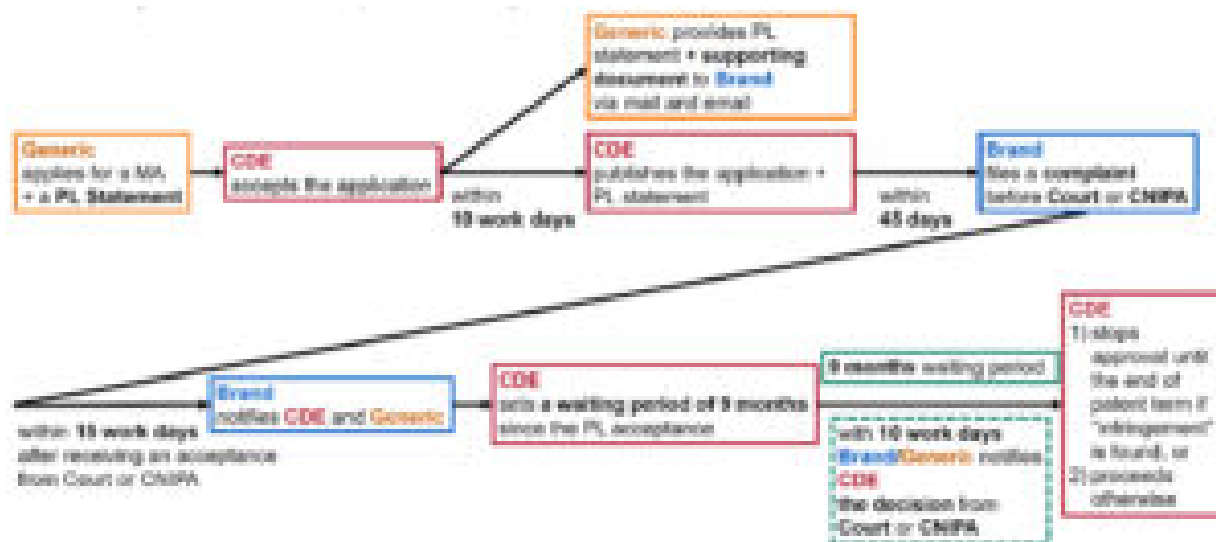 Generic provides PL
statement + supporting
document to Brand
via mail and email
Generic
applies for a MA
+ a PL Statement
CDE
accepts the application
within
10 work days
CDE
publishes the application +
PL statement
within
45 days
Brand
files a complaint
before Court or CNIPA
within 15 work days
after receiving an acceptance
from Court or CNIPA
Brand
notifies CDE and Generic
CDE
sets a waiting period of 9 months
since the PL acceptance
9 months waiting period
with 10 work days
Brand/Generic notifies
CDE
the decision from
Court or CNIPA
CDE
1) stops
approval until
the end of
patent term if
"infringement"
is found, or
2) proceeds
otherwise